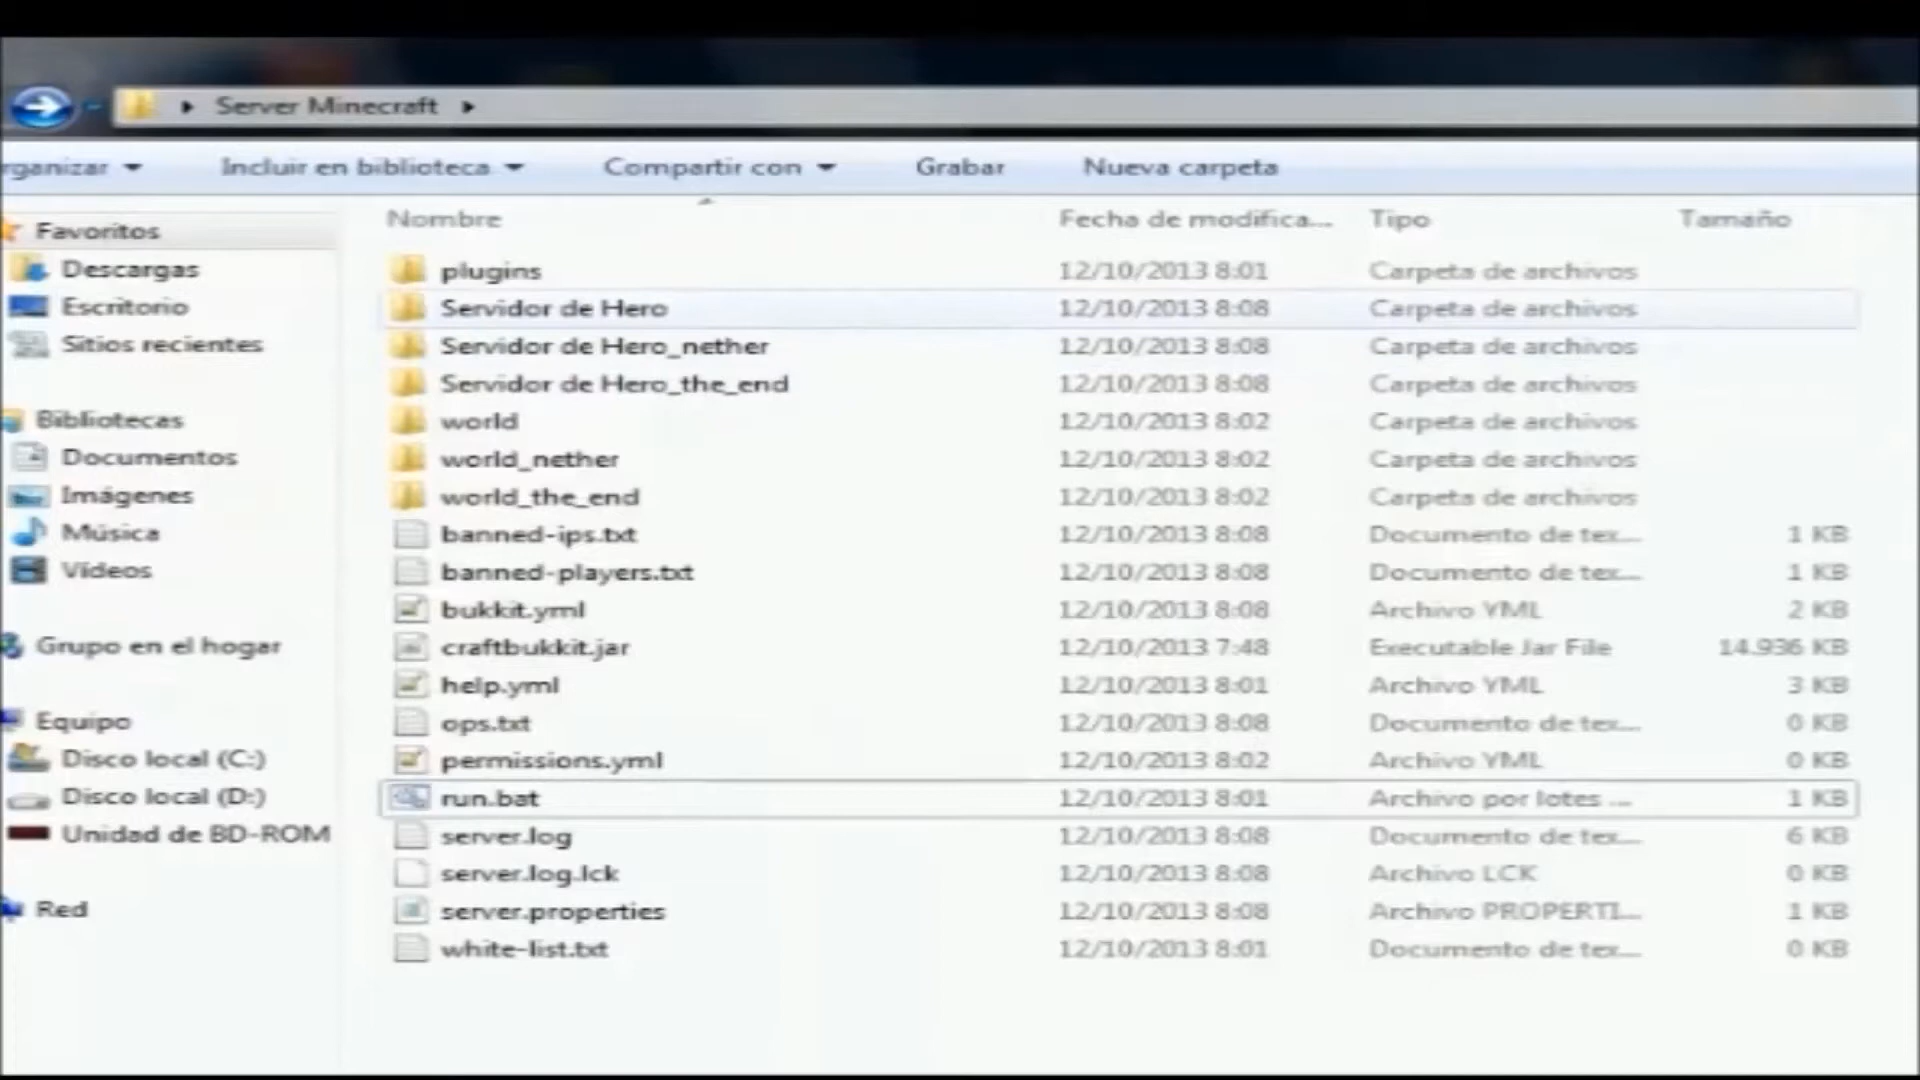 Server Minecraft
rganizar Incluir en biblioteca Compartir con Grabar Nueva carpeta
Nombre Fecha de modifica... Tipo Tamaño
Favoritos
Descargas
Escritorio
Sitios recientes
Bibliotecas
Documentos
Imágenes
Música
Vídeos
Grupo en el hogar
Equipo
Disco local (C:)
Disco local (D:)
Unidad de BD-ROM
Red
plugins 12/10/2013 8:01 Carpeta de archivos
Servidor de Hero 12/10/2013 8:08 Carpeta de archivos
Servidor de Hero_nether 12/10/2013 8:08 Carpeta de archivos
Servidor de Hero_the_end 12/10/2013 8:08 Carpeta de archivos
world 12/10/2013 8:02 Carpeta de archivos
world_nether 12/10/2013 8:02 Carpeta de archivos
world_the_end 12/10/2013 8:02 Carpeta de archivos
banned-ips.txt 12/10/2013 8:08 Documento de tex... 1 KB
banned-players.txt 12/10/2013 8:08 Documento de tex... 1 KB
bukkit.yml 12/10/2013 8:08 Archivo YML 2 KB
craftbukkit.jar 12/10/2013 7:48 Executable Jar File 14.936 KB
help.yml 12/10/2013 8:01 Archivo YML 3 KB
ops.txt 12/10/2013 8:08 Documento de tex... 0 KB
permissions.yml 12/10/2013 8:02 Archivo YML 0 KB
run.bat 12/10/2013 8:01 Archivo por lotes ... 1 KB
server.log 12/10/2013 8:08 Documento de tex... 6 KB
server.log.lck 12/10/2013 8:08 Archivo LCK 0 KB
server.properties 12/10/2013 8:08 Archivo PROPERTI... 1 KB
white-list.txt 12/10/2013 8:01 Documento de tex... 0 KB